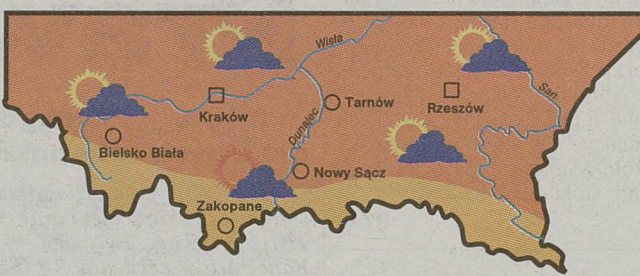 Wisła
San
Kraków
Tarnów
Rzeszów
Dunajec
Bielsko Biała
Nowy Sącz
Zakopane